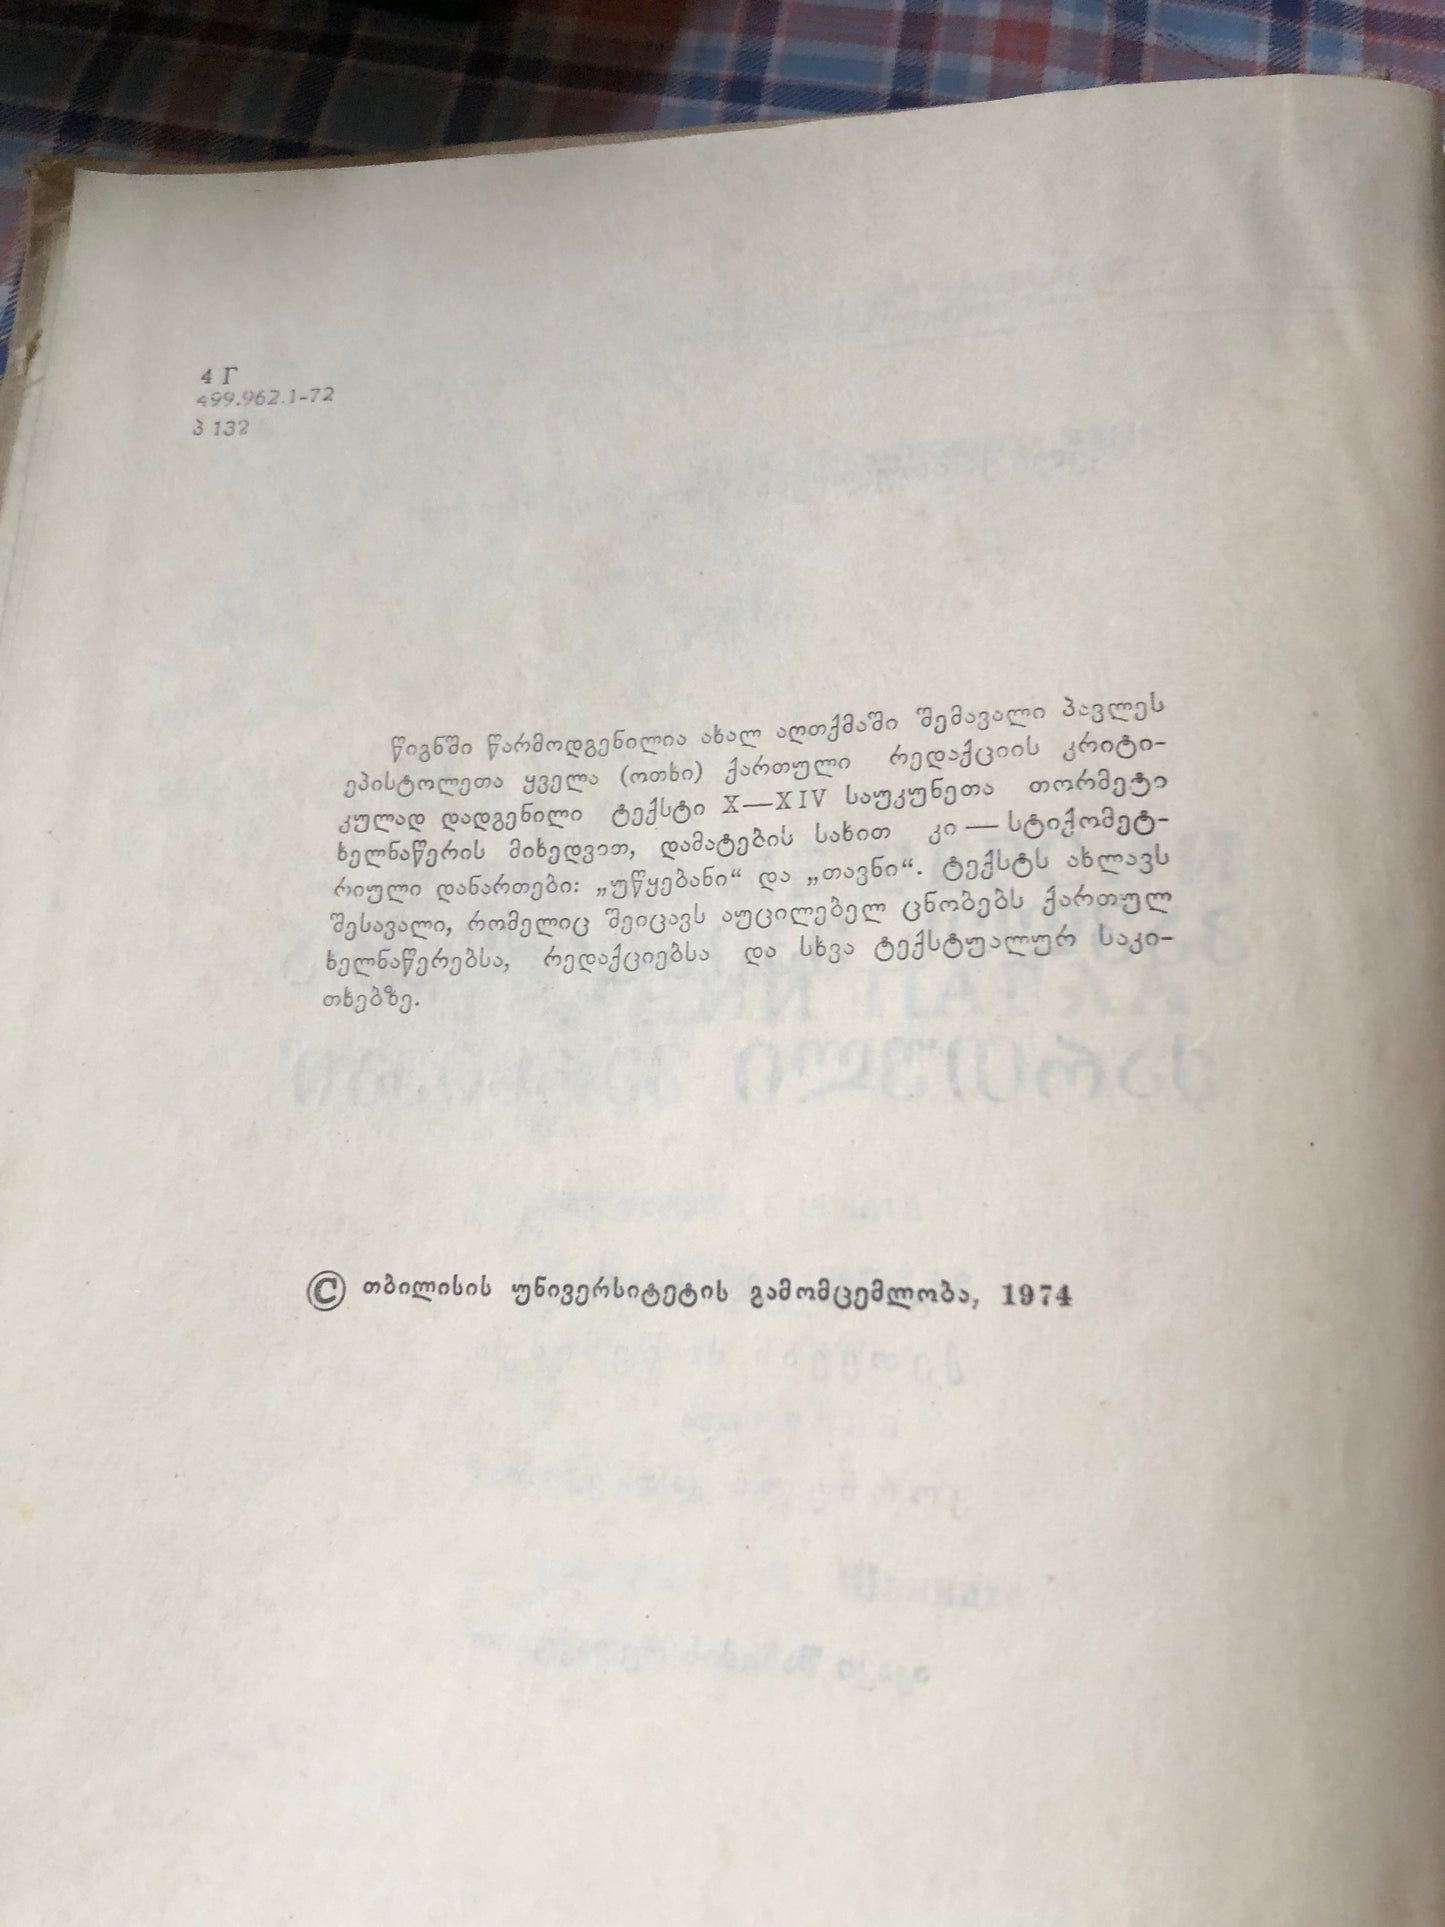 4 Г
499.962.1-72
პ 132
წიგნში წარმოდგენილია ახალ აღთქმაში შემავალი პავლეს
ეპისტოლეთა ყველა (ოთხი) ქართული რედაქციის კრიტი-
კულად დადგენილი ტექსტი X—XIV საუკუნეთა თორმეტი
ხელნაწერის მიხედვით, დამატების სახით კი — სტიქომეტ-
რიული დანართები: „უწყებანი“ და „თავნი“. ტექსტს ახლავს
შესავალი, რომელიც შეიცავს აუცილებელ ცნობებს ქართულ
ხელნაწერებსა, რედაქციებსა და სხვა ტექსტუალურ საკი-
თხებზე.
© თბილისის უნივერსიტეტის გამომცემლობა, 1974